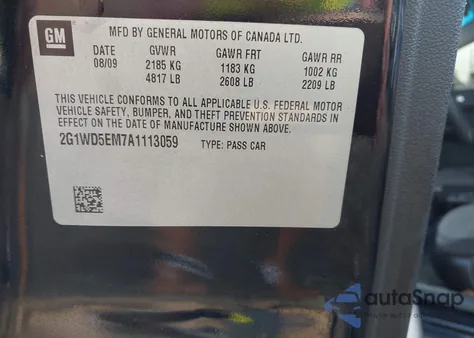 GM
MFD BY GENERAL MOTORS OF CANADA LTD.
DATE GVWR GAWR FRT GAWR RR
08/09 2185 KG 1183 KG 1002 KG
4817 LB 2608 LB 2209 LB
THIS VEHICLE CONFORMS TO ALL APPLICABLE U.S. FEDERAL MOTOR
VEHICLE SAFETY, BUMPER, AND THEFT PREVENTION STANDARDS IN
EFFECT ON THE DATE OF MANUFACTURE SHOWN ABOVE.
2G1WD5EM7A1113059 TYPE: PASS CAR
autoSnap
Your auto adviser